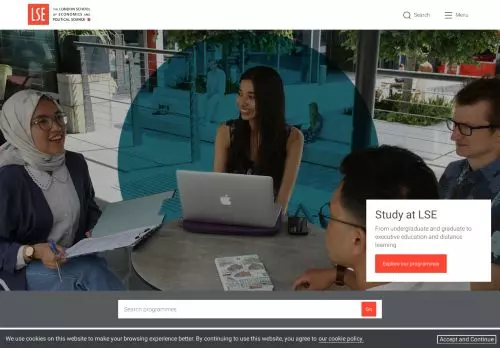 LSE
THE LONDON SCHOOL
OF ECONOMICS AND
POLITICAL SCIENCE
Search
Menu
Study at LSE
From undergraduate and graduate to
executive education and distance
learning
Explore our programmes
Search programmes
Go
We use cookies on this website to make your browsing experience better. By continuing to use this website, you agree to our cookie policy.
Accept and Continue